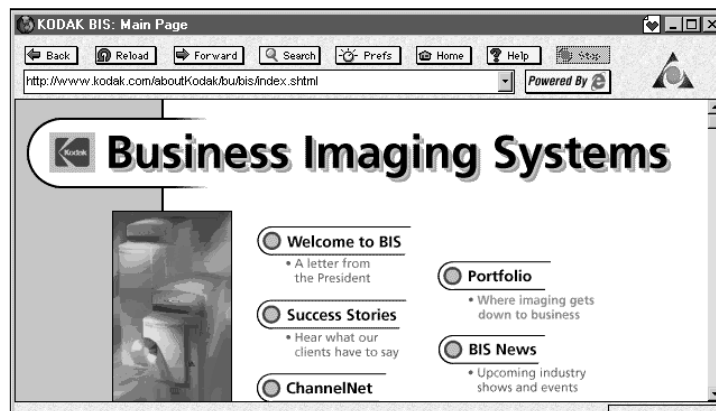 KODAK BIS: Main Page
Back Reload Forward Search Prefs Home Help Stop
http://www.kodak.com/aboutKodak/bu/bis/index.shtml
Powered By
Kodak Business Imaging Systems
Welcome to BIS
• A letter from
the President
Portfolio
• Where imaging gets
down to business
Success Stories
• Hear what our
clients have to say
BIS News
• Upcoming industry
shows and events
ChannelNet